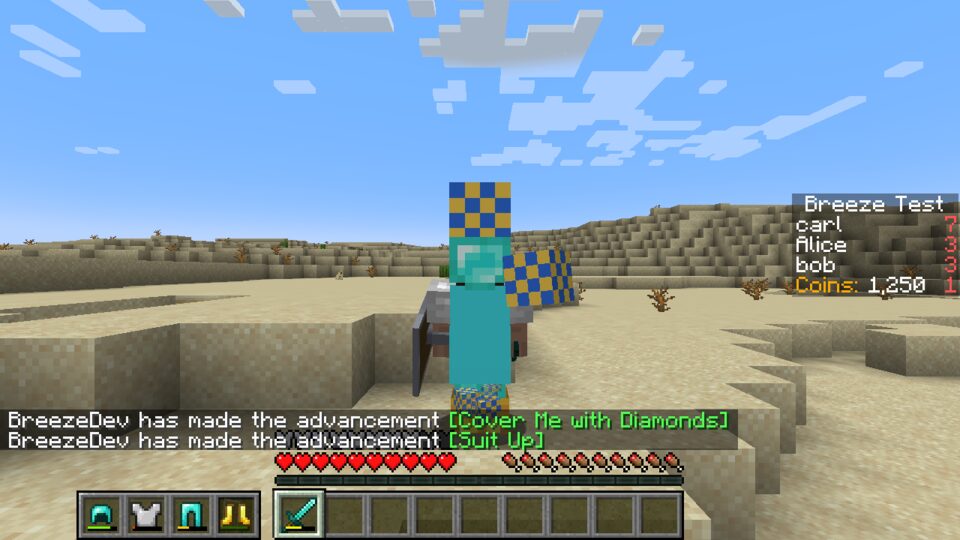 Breeze Test
carl 7
Alice 3
bob 3
Coins: 1,250 1
BreezeDev has made the advancement [Cover Me with Diamonds]
BreezeDev has made the advancement [Suit Up]